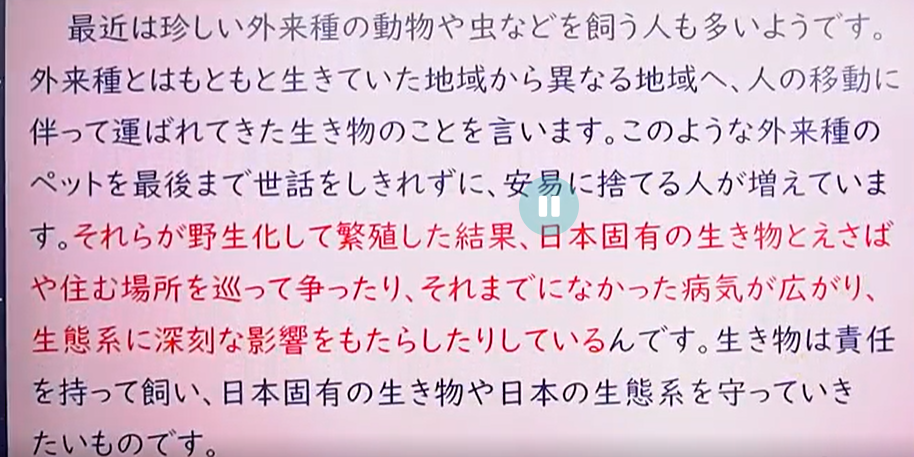 最近は珍しい外来種の動物や虫などを飼う人も多いようです。
外来種とはもともと生きていた地域から異なる地域へ、人の移動に
伴って運ばれてきた生き物のことを言います。このような外来種の
ペットを最後まで世話をしきれずに、安易に捨てる人が増えていま
す。それらが野生化して繁殖した結果、日本固有の生き物とえさば
や住む場所を巡って争ったり、それまでになかった病気が広がり、
生態系に深刻な影響をもたらしたりしているんです。生き物は責任
を持って飼い、日本固有の生き物や日本の生態系を守っていき
たいものです。